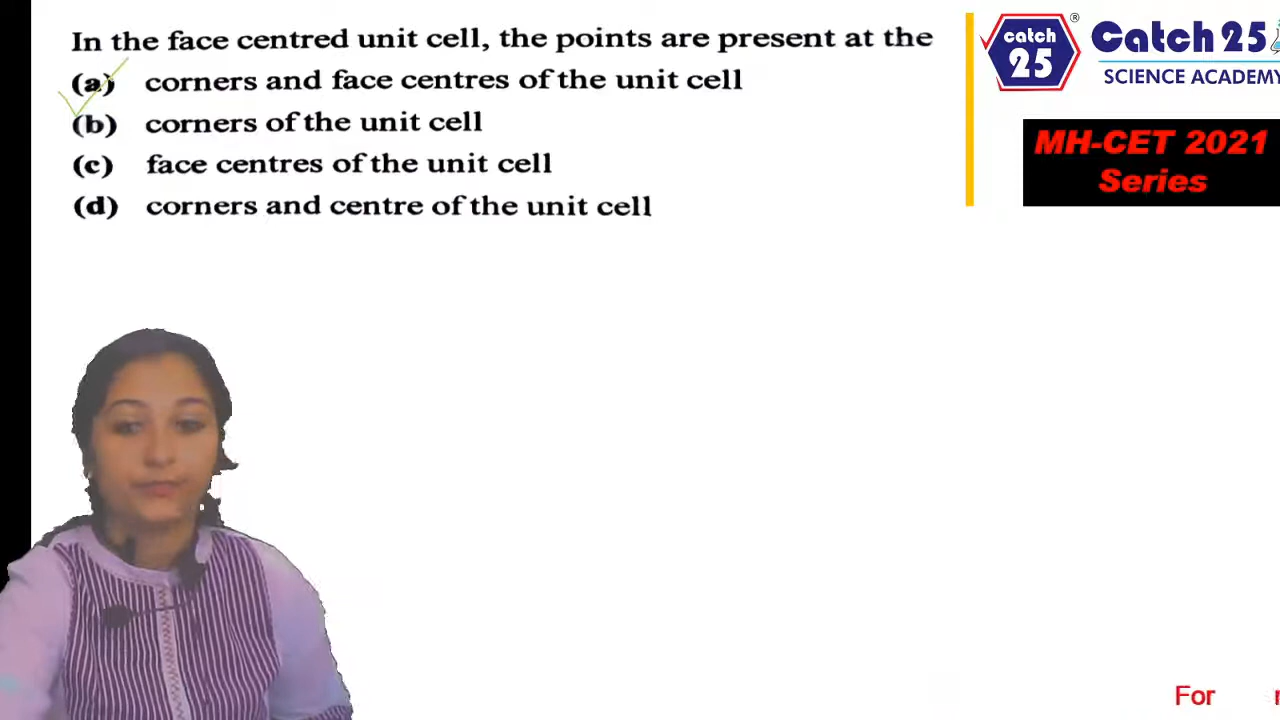 In the face centred unit cell, the points are present at the
(a) corners and face centres of the unit cell
(b) corners of the unit cell
(c) face centres of the unit cell
(d) corners and centre of the unit cell
catch
25
®
Catch 25
SCIENCE ACADEMY
MH-CET 2021
Series
For